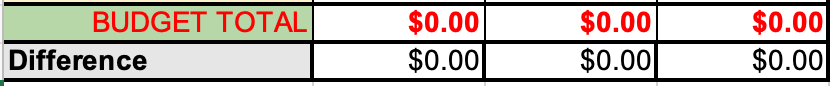 BUDGET TOTAL $0.00 $0.00 $0.00
Difference $0.00 $0.00 $0.00